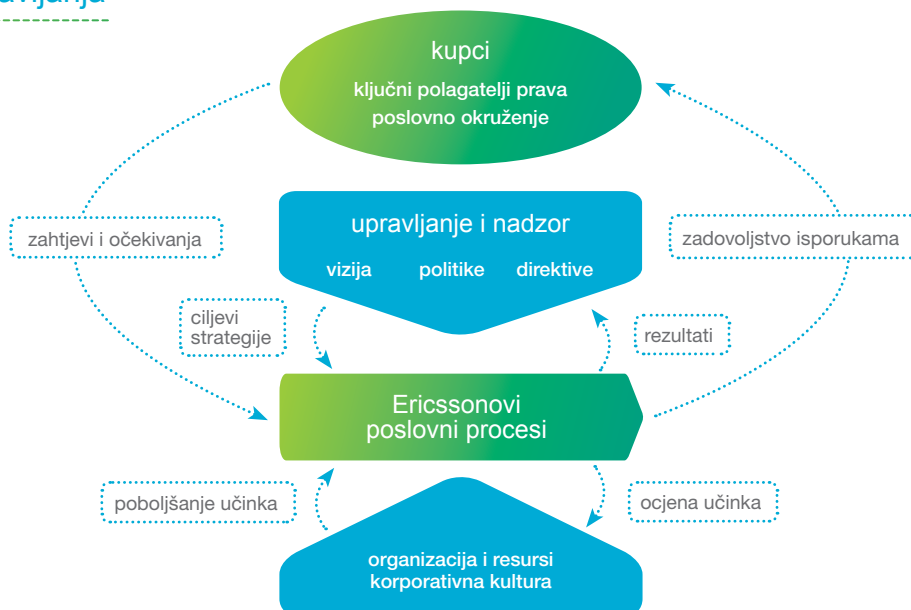 kupci
ključni polagatelji prava
poslovno okruženje
upravljanje i nadzor
vizija politike direktive
zahtjevi i očekivanja
zadovoljstvo isporukama
ciljevi
strategije
rezultati
Ericssonovi
poslovni procesi
poboljšanje učinka
ocjena učinka
organizacija i resursi
korporativna kultura